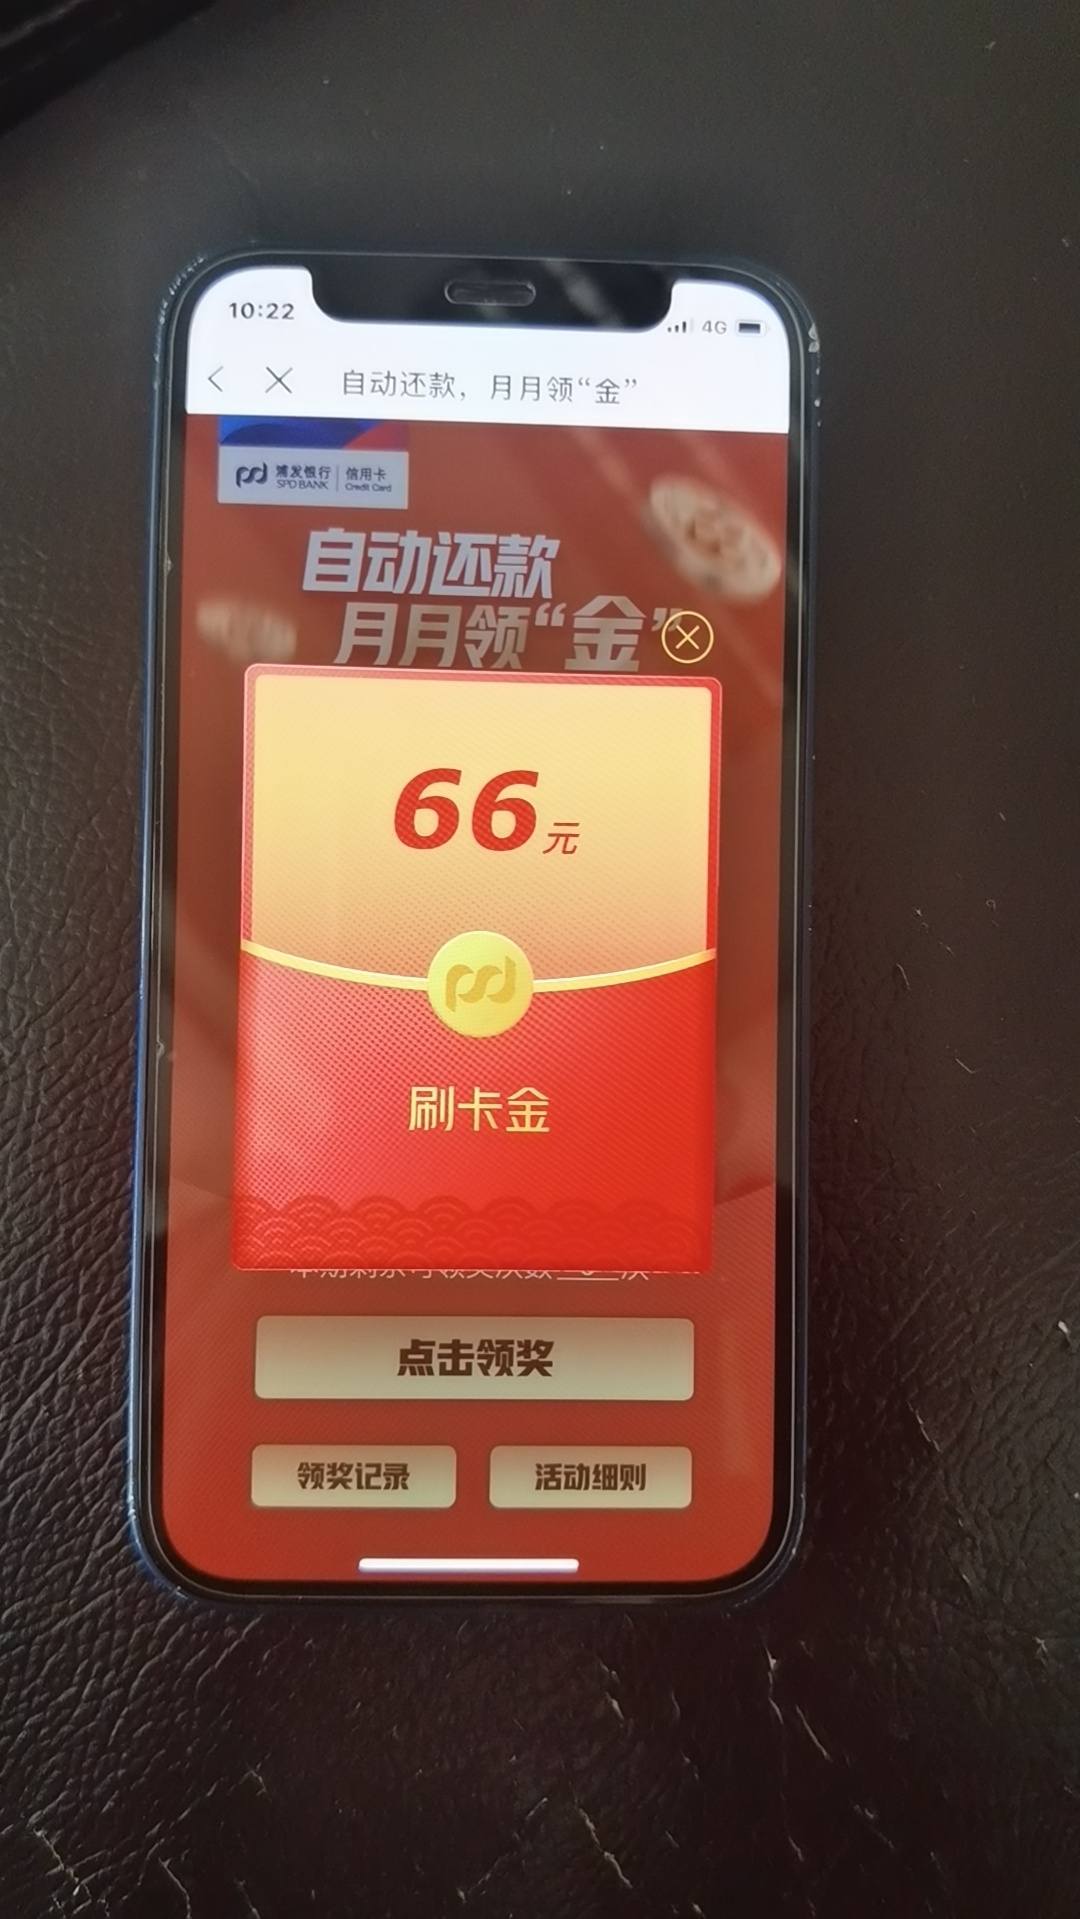 10:22
4G
自动还款，月月领“金”
浦发银行 信用卡
SPD BANK Credit Card
自动还款
月月领“金”
66元
刷卡金
点击领奖
领奖记录 活动细则